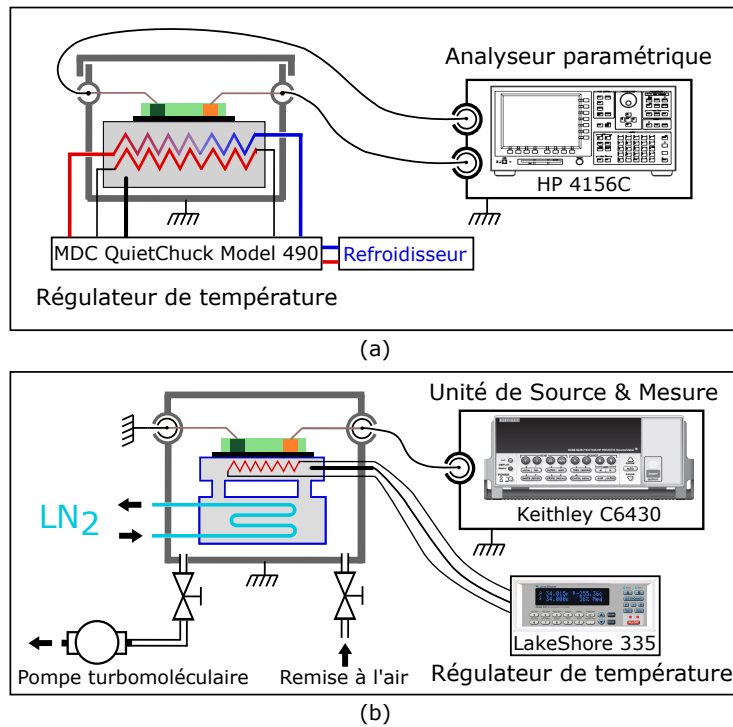 Analyseur paramétrique
HP 4156C
MDC QuietChuck Model 490
Refroidisseur
Régulateur de température
(a)
Unité de Source & Mesure
Keithley C6430
LN2
LakeShore 335
Pompe turbomoléculaire
Remise à l'air
Régulateur de température
(b)